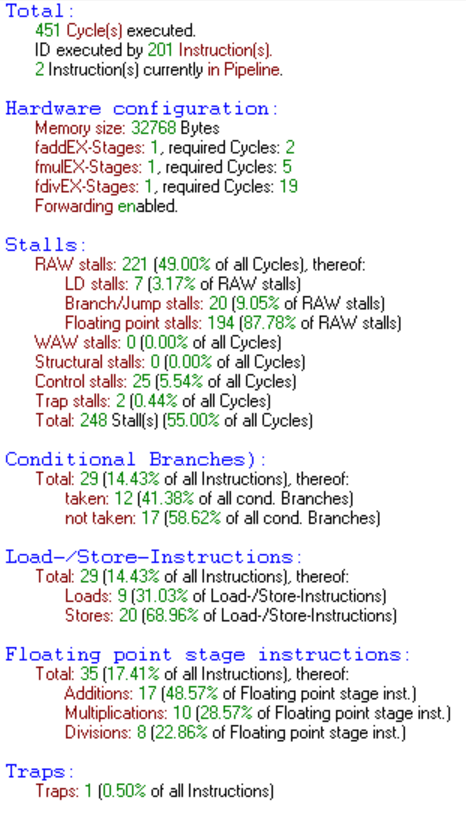 Total:
451 Cycle(s) executed.
ID executed by 201 Instruction(s).
2 Instruction(s) currently in Pipeline.
Hardware configuration:
Memory size: 32768 Bytes
faddEX-Stages: 1, required Cycles: 2
fmulEX-Stages: 1, required Cycles: 5
fdivEX-Stages: 1, required Cycles: 19
Forwarding enabled.
Stalls:
RAW stalls: 221 (49.00% of all Cycles), thereof:
LD stalls: 7 (3.17% of RAW stalls)
Branch/Jump stalls: 20 (9.05% of RAW stalls)
Floating point stalls: 194 (87.78% of RAW stalls)
WAW stalls: 0 (0.00% of all Cycles)
Structural stalls: 0 (0.00% of all Cycles)
Control stalls: 25 (5.54% of all Cycles)
Trap stalls: 2 (0.44% of all Cycles)
Total: 248 Stall(s) (55.00% of all Cycles)
Conditional Branches):
Total: 29 (14.43% of all Instructions), thereof:
taken: 12 (41.38% of all cond. Branches)
not taken: 17 (58.62% of all cond. Branches)
Load-/Store-Instructions:
Total: 29 (14.43% of all Instructions), thereof:
Loads: 9 (31.03% of Load-/Store-Instructions)
Stores: 20 (68.96% of Load-/Store-Instructions)
Floating point stage instructions:
Total: 35 (17.41% of all Instructions), thereof:
Additions: 17 (48.57% of Floating point stage inst.)
Multiplications: 10 (28.57% of Floating point stage inst.)
Divisions: 8 (22.86% of Floating point stage inst.)
Traps:
Traps: 1 (0.50% of all Instructions)